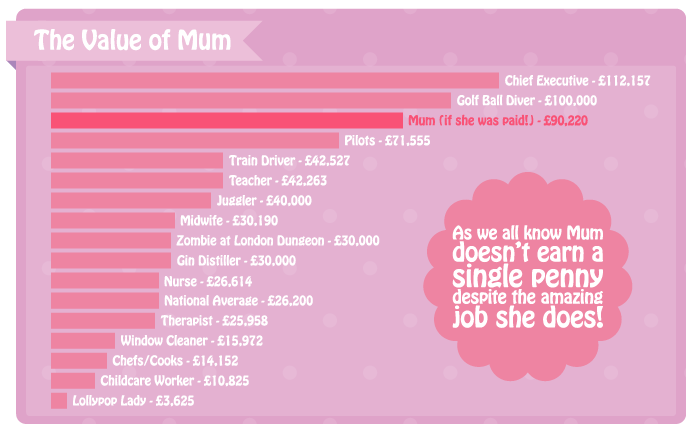 The Value of Mum
Chief Executive - £112,157
Golf Ball Diver - £100,000
Mum (if she was paid!) - £90,220
Pilots - £71,555
Train Driver - £42,527
Teacher - £42,263
Juggler - £40,000
Midwife - £30,190
Zombie at London Dungeon - £30,000
Gin Distiller - £30,000
Nurse - £26,614
National Average - £26,200
Therapist - £25,958
Window Cleaner - £15,972
Chefs/Cooks - £14,152
Childcare Worker - £10,825
Lollypop Lady - £3,625
As we all know Mum
doesn't earn a
single penny
despite the amazing
job she does!